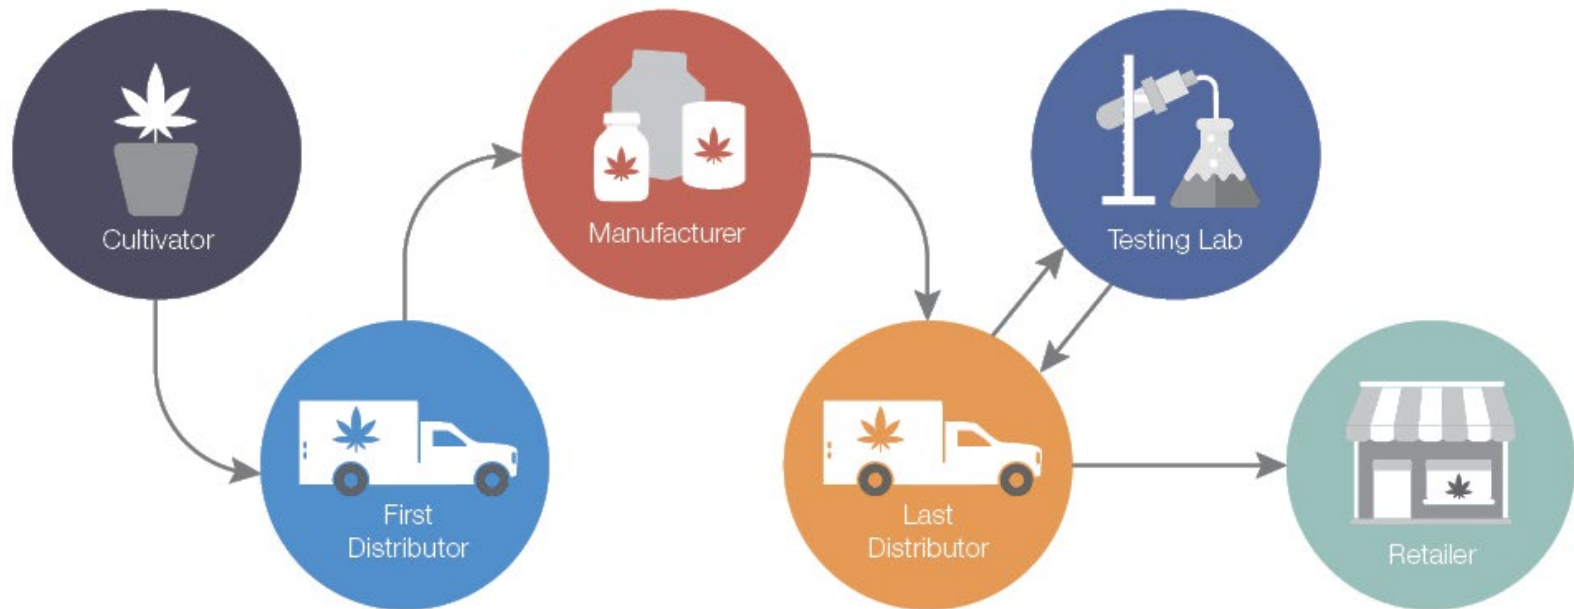 Cultivator
First
Distributor
Manufacturer
Last
Distributor
Testing Lab
Retailer